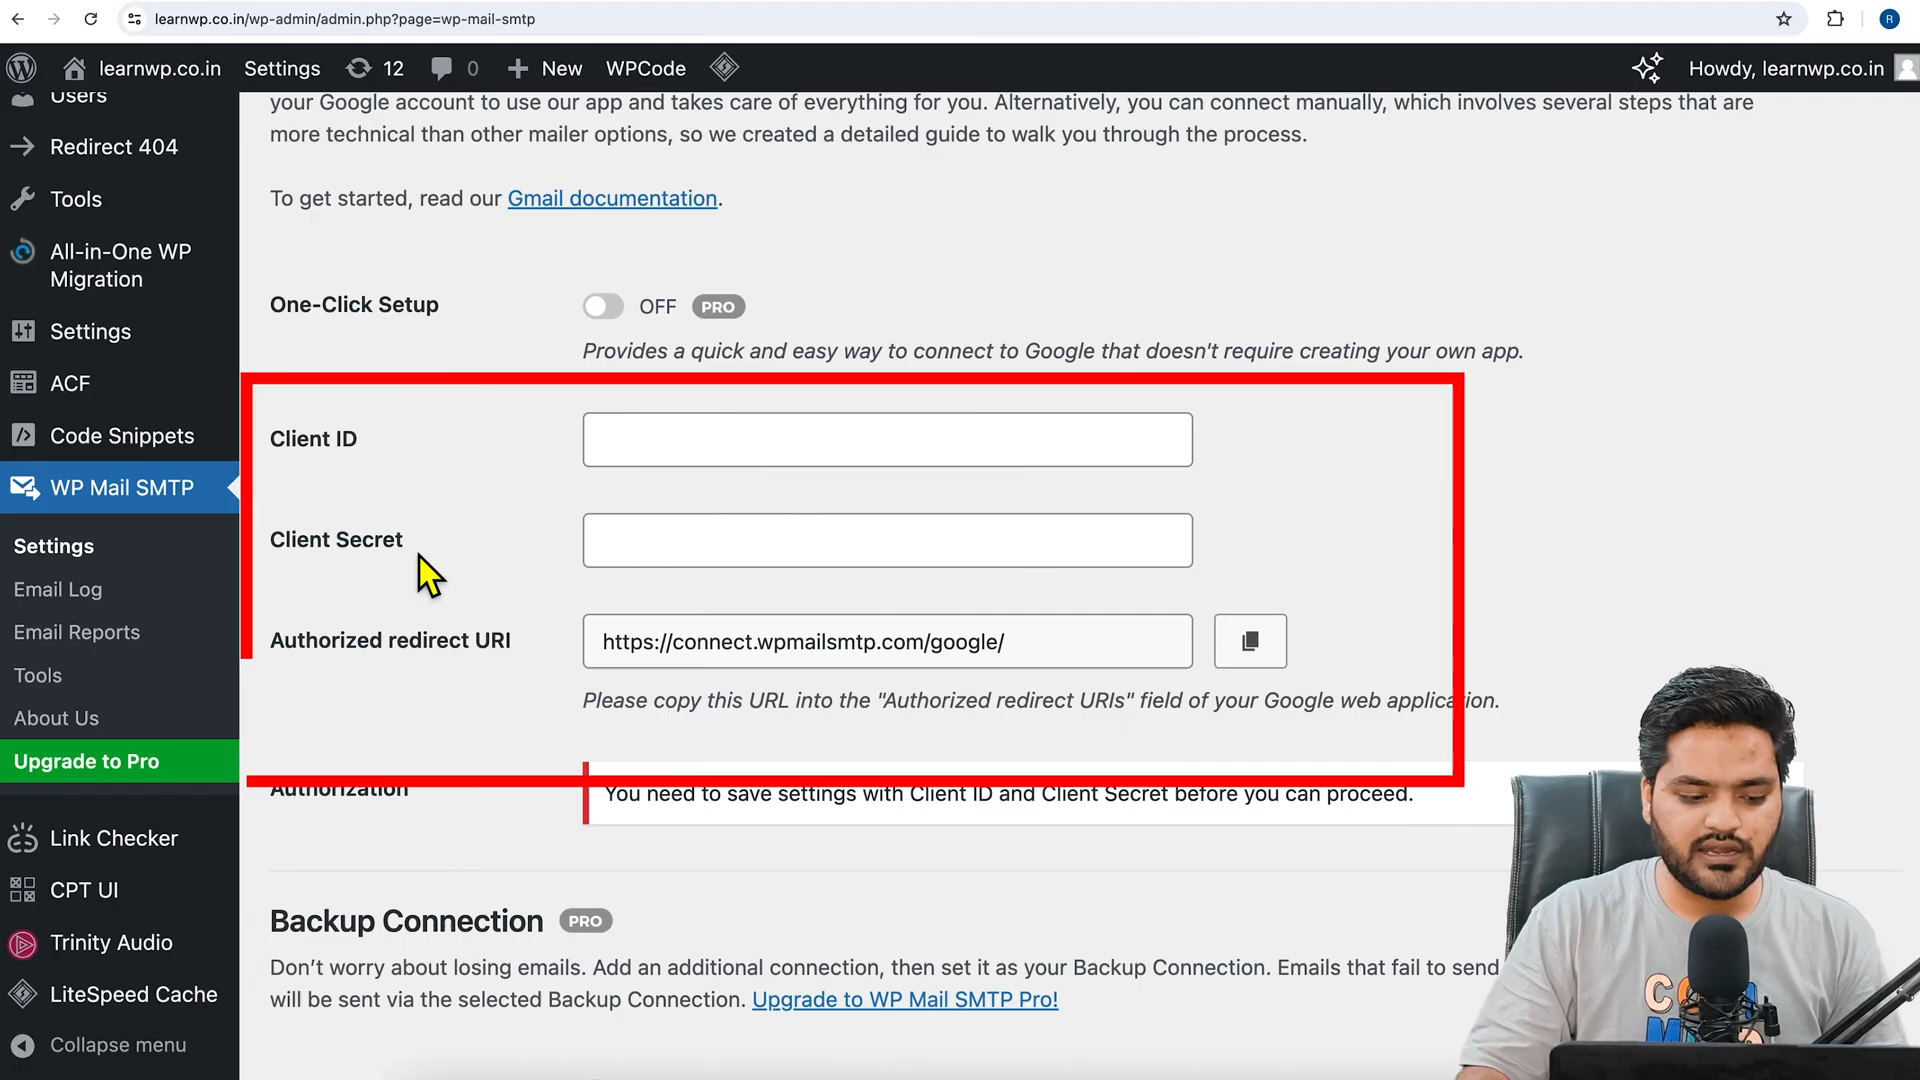 learnwp.co.in/wp-admin/admin.php?page=wp-mail-smtp
R
learnwp.co.in
Settings
12
0
New
WPCode
Howdy, learnwp.co.in
Users
Redirect 404
Tools
All-in-One WP
Migration
Settings
ACF
Code Snippets
WP Mail SMTP
Settings
Email Log
Email Reports
Tools
About Us
Upgrade to Pro
Link Checker
CPT UI
Trinity Audio
LiteSpeed Cache
Collapse menu
your Google account to use our app and takes care of everything for you. Alternatively, you can connect manually, which involves several steps that are
more technical than other mailer options, so we created a detailed guide to walk you through the process.
To get started, read our Gmail documentation.
One-Click Setup
OFF
PRO
Provides a quick and easy way to connect to Google that doesn't require creating your own app.
Client ID
Client Secret
Authorized redirect URI
https://connect.wpmailsmtp.com/google/
Please copy this URL into the "Authorized redirect URIs" field of your Google web application.
Authorization
You need to save settings with Client ID and Client Secret before you can proceed.
Backup Connection
PRO
Don’t worry about losing emails. Add an additional connection, then set it as your Backup Connection. Emails that fail to send
will be sent via the selected Backup Connection. Upgrade to WP Mail SMTP Pro!